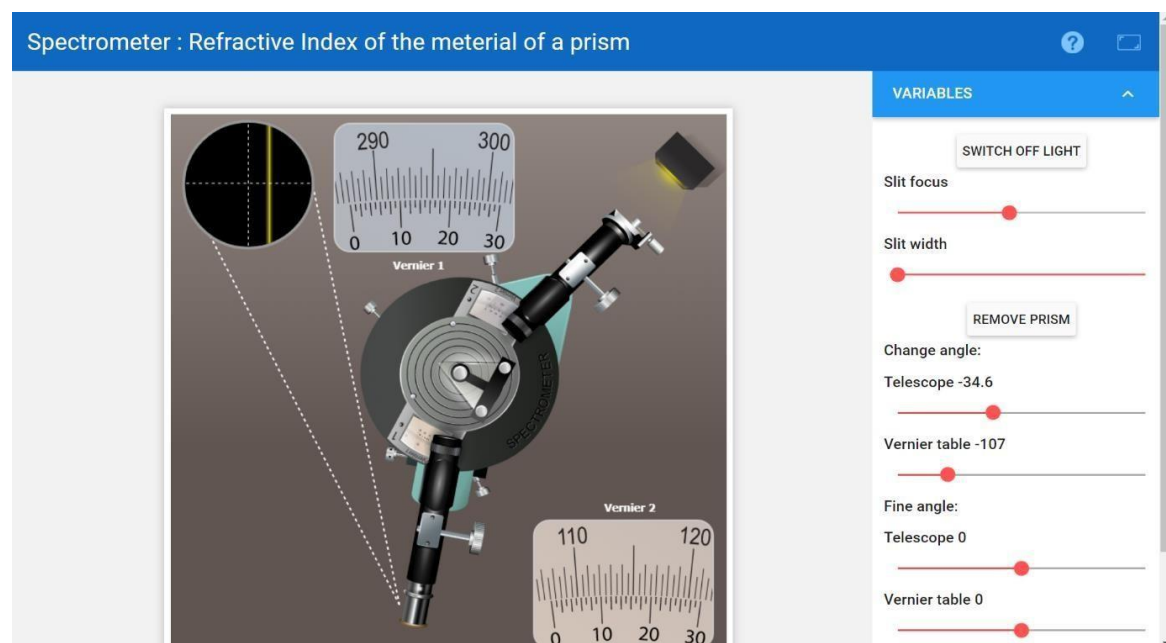 Spectrometer : Refractive Index of the meterial of a prism
?
VARIABLES
SWITCH OFF LIGHT
Slit focus
Slit width
REMOVE PRISM
Change angle:
Telescope -34.6
Vernier table -107
Fine angle:
Telescope 0
Vernier table 0
290 300
0 10 20 30
Vernier 1
SPECTROMETER
Vernier 2
110 120
0 10 20 30